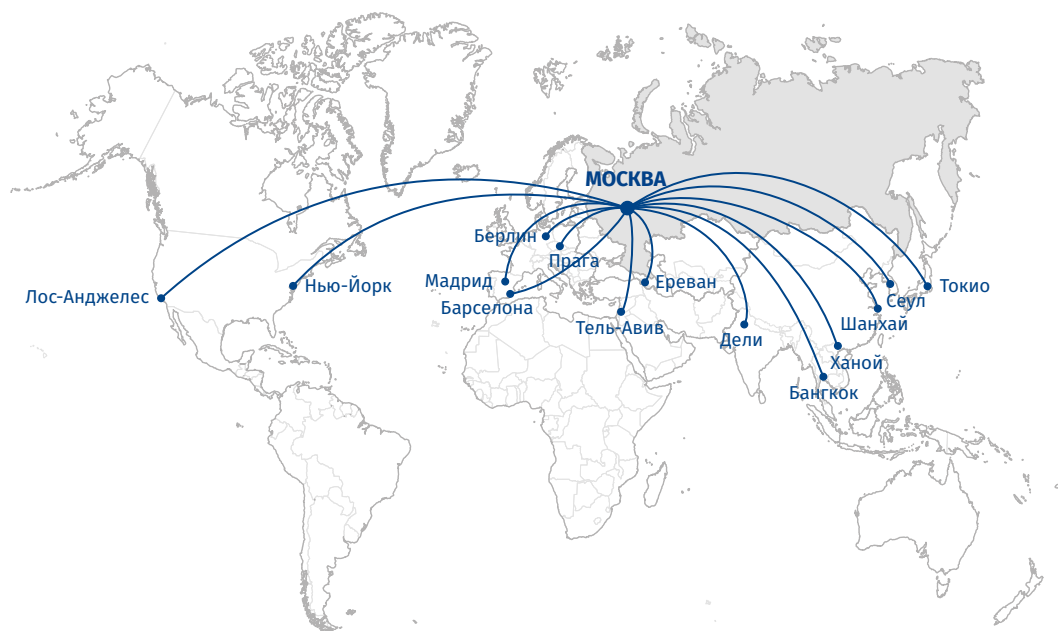 МОСКВА
Берлин
Прага
Мадрид
Ереван
Лос-Анджелес
Нью-Йорк
Токио
Барселона
Сеул
Тель-Авив
Шанхай
Дели
Ханой
Бангкок